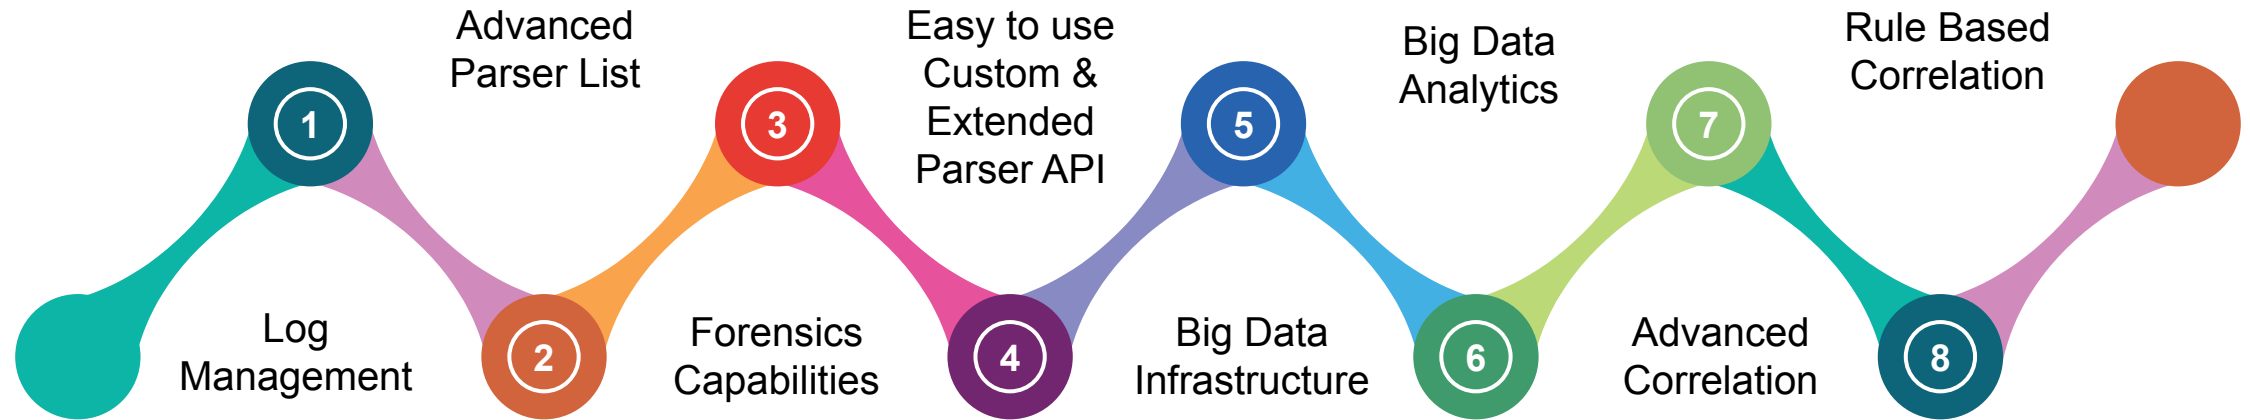 1
Log
Management
Advanced
Parser List
2
3
Forensics
Capabilities
Easy to use
Custom &
Extended
Parser API
4
5
Big Data
Infrastructure
Big Data
Analytics
6
7
Advanced
Correlation
Rule Based
Correlation
8